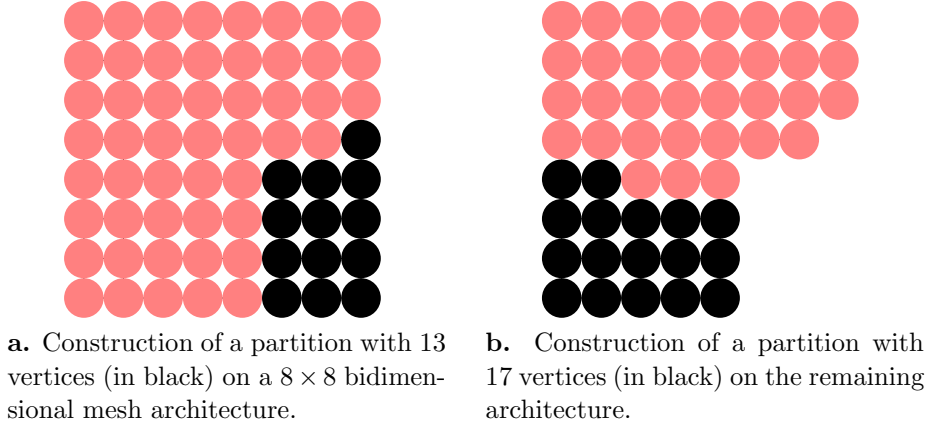 a. Construction of a partition with 13
vertices (in black) on a 8 × 8 bidimen-
sional mesh architecture.
b. Construction of a partition with
17 vertices (in black) on the remaining
architecture.